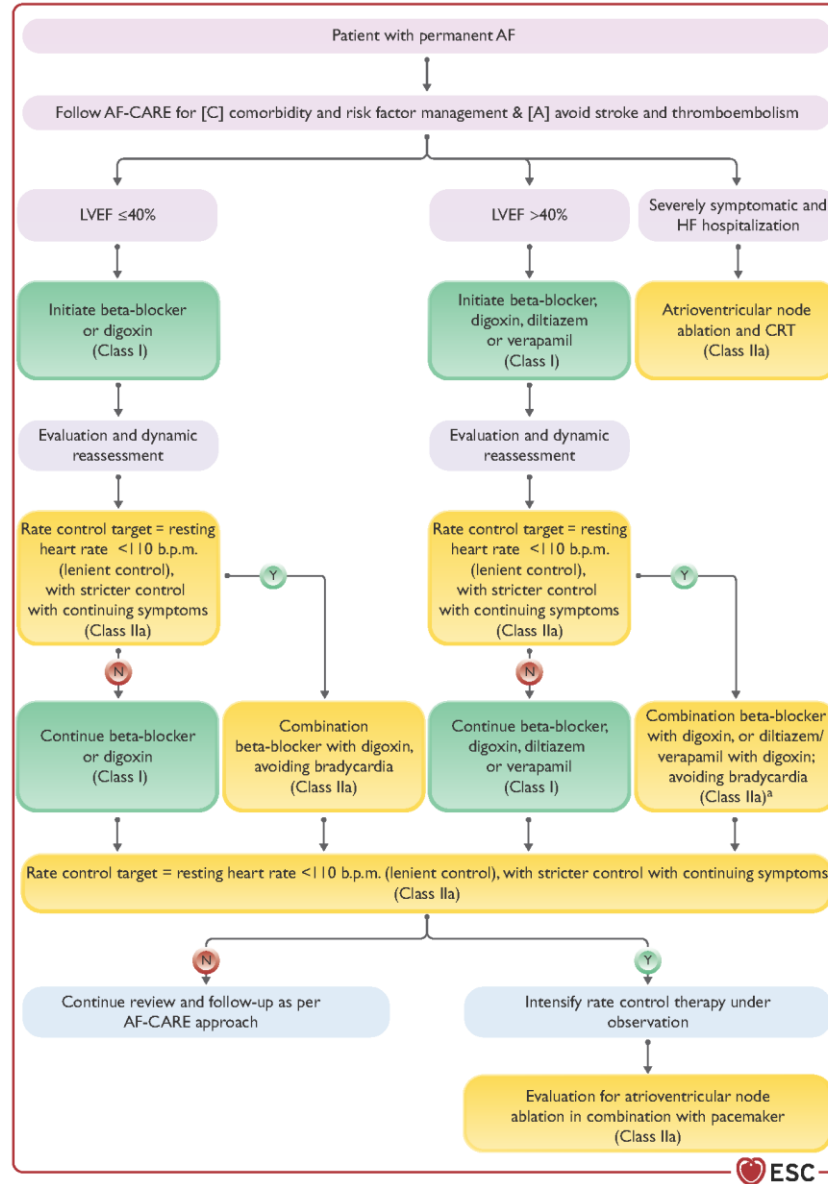 Patient with permanent AF
Follow AF-CARE for [C] comorbidity and risk factor management & [A] avoid stroke and thromboembolism
LVEF ≤40%
LVEF >40%
Severely symptomatic and
HF hospitalization
Initiate beta-blocker
or digoxin
(Class I)
Initiate beta-blocker,
digoxin, diltiazem
or verapamil
(Class I)
Atrioventricular node
ablation and CRT
(Class IIa)
Evaluation and dynamic
reassessment
Evaluation and dynamic
reassessment
Rate control target = resting
heart rate <110 b.p.m.
(lenient control),
with stricter control
with continuing symptoms
(Class IIa)
Y
Rate control target = resting
heart rate <110 b.p.m.
(lenient control),
with stricter control
with continuing symptoms
(Class IIa)
Y
N
N
Continue beta-blocker
or digoxin
(Class I)
Combination
beta-blocker with digoxin,
avoiding bradycardia
(Class IIa)
Continue beta-blocker,
digoxin, diltiazem
or verapamil
(Class I)
Combination beta-blocker
with digoxin, or diltiazem/
verapamil with digoxin;
avoiding bradycardia
(Class IIa)ª
Rate control target = resting heart rate <110 b.p.m. (lenient control), with stricter control with continuing symptoms
(Class IIa)
N
Y
Continue review and follow-up as per
AF-CARE approach
Intensify rate control therapy under
observation
Evaluation for atrioventricular node
ablation in combination with pacemaker
(Class IIa)
ESC